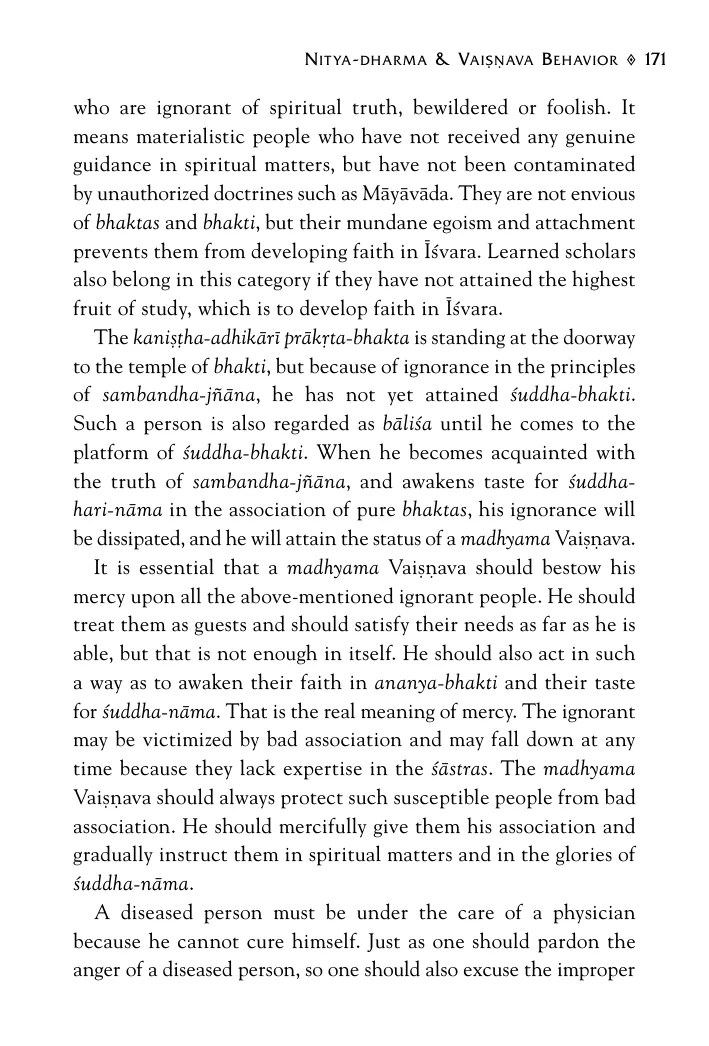 Nitya-dharma & Vaiṣṇava Behavior ◊ 171
who are ignorant of spiritual truth, bewildered or foolish. It
means materialistic people who have not received any genuine
guidance in spiritual matters, but have not been contaminated
by unauthorized doctrines such as Māyāvāda. They are not envious
of bhaktas and bhakti, but their mundane egoism and attachment
prevents them from developing faith in Īśvara. Learned scholars
also belong in this category if they have not attained the highest
fruit of study, which is to develop faith in Īśvara.
The kaniṣṭha-adhikārī prākṛta-bhakta is standing at the doorway
to the temple of bhakti, but because of ignorance in the principles
of sambandha-jñāna, he has not yet attained śuddha-bhakti.
Such a person is also regarded as bāliśa until he comes to the
platform of śuddha-bhakti. When he becomes acquainted with
the truth of sambandha-jñāna, and awakens taste for śuddha-
hari-nāma in the association of pure bhaktas, his ignorance will
be dissipated, and he will attain the status of a madhyama Vaiṣṇava.
It is essential that a madhyama Vaiṣṇava should bestow his
mercy upon all the above-mentioned ignorant people. He should
treat them as guests and should satisfy their needs as far as he is
able, but that is not enough in itself. He should also act in such
a way as to awaken their faith in ananya-bhakti and their taste
for śuddha-nāma. That is the real meaning of mercy. The ignorant
may be victimized by bad association and may fall down at any
time because they lack expertise in the śāstras. The madhyama
Vaiṣṇava should always protect such susceptible people from bad
association. He should mercifully give them his association and
gradually instruct them in spiritual matters and in the glories of
śuddha-nāma.
A diseased person must be under the care of a physician
because he cannot cure himself. Just as one should pardon the
anger of a diseased person, so one should also excuse the improper